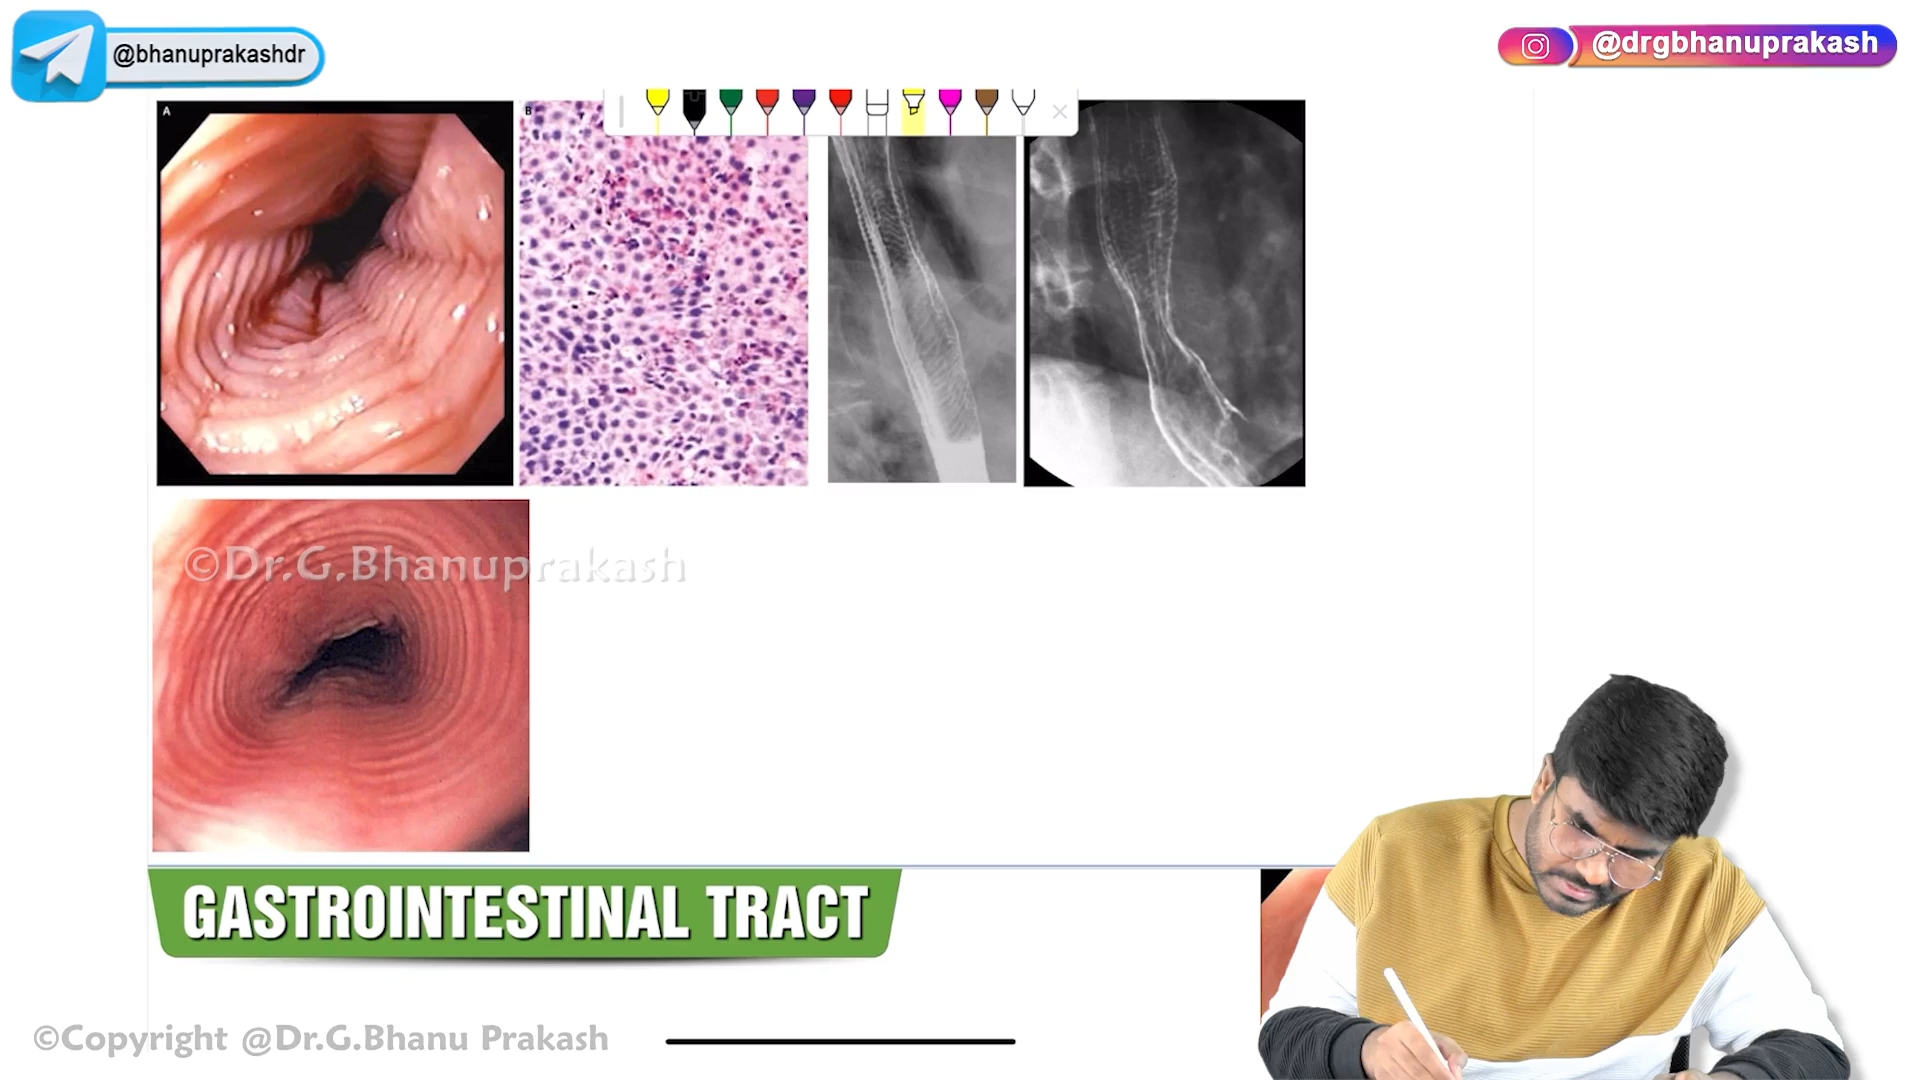 @bhanuprakashdr
@drgbhanuprakash
A
B
©Dr.G.Bhanuprakash
GASTROINTESTINAL TRACT
©Copyright @Dr.G.Bhanu Prakash